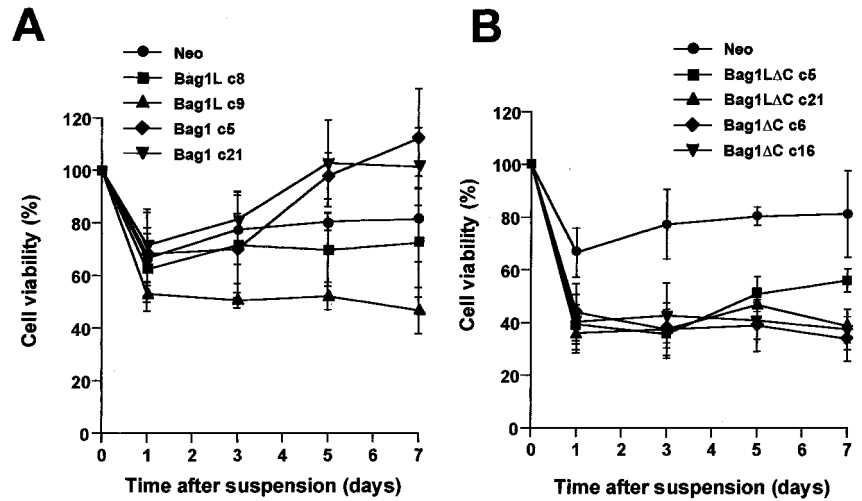 A
Neo
Bag1L c8
Bag1L c9
Bag1 c5
Bag1 c21
120
100
80
60
40
20
0
Cell viability (%)
0 1 2 3 4 5 6 7
Time after suspension (days)
B
Neo
Bag1LΔC c5
Bag1LΔC c21
Bag1ΔC c6
Bag1ΔC c16
120
100
80
60
40
20
0
Cell viability (%)
0 1 2 3 4 5 6 7
Time after suspension (days)